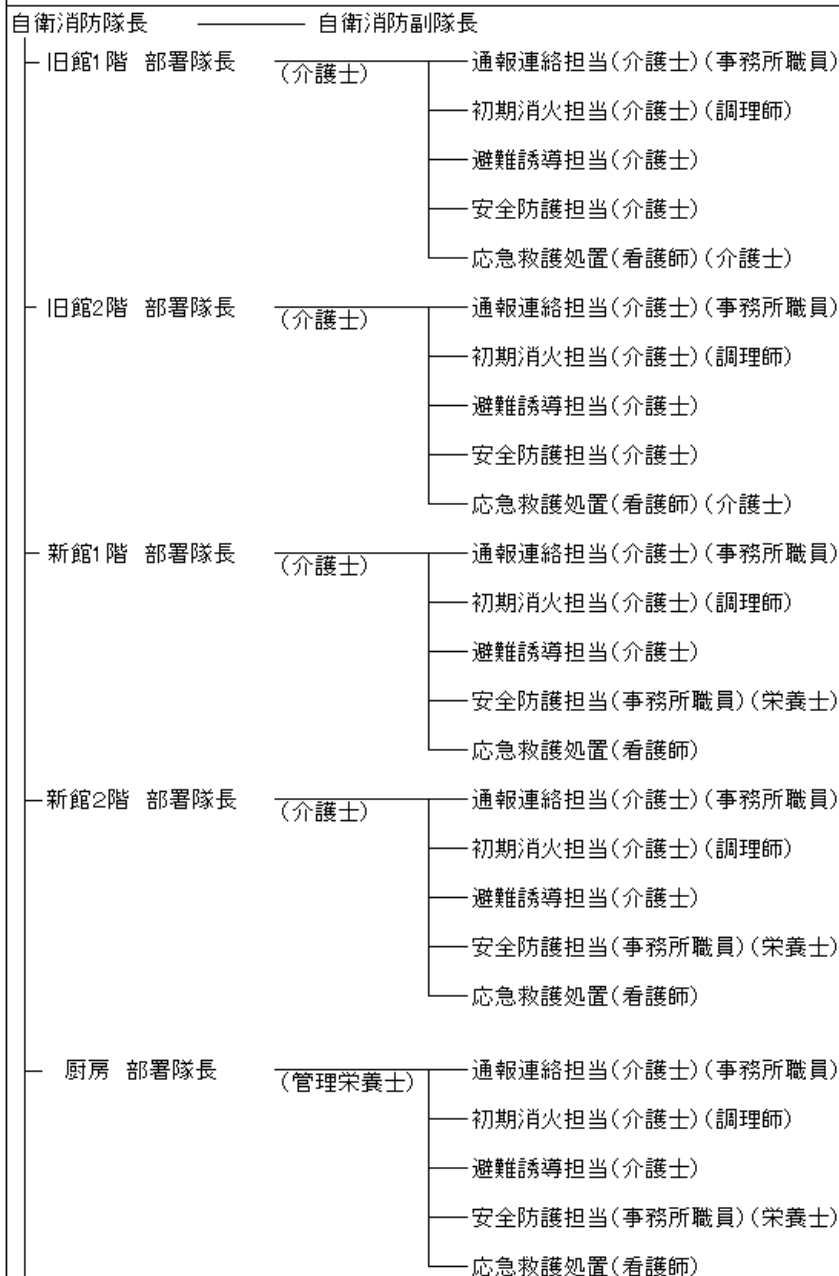 自衛消防隊長 自衛消防副隊長
旧館1階 部署隊長 (介護士) 通報連絡担当(介護士)(事務所職員)
初期消火担当(介護士)(調理師)
避難誘導担当(介護士)
安全防護担当(介護士)
応急救護処置(看護師)(介護士)
旧館2階 部署隊長 (介護士) 通報連絡担当(介護士)(事務所職員)
初期消火担当(介護士)(調理師)
避難誘導担当(介護士)
安全防護担当(介護士)
応急救護処置(看護師)(介護士)
新館1階 部署隊長 (介護士) 通報連絡担当(介護士)(事務所職員)
初期消火担当(介護士)(調理師)
避難誘導担当(介護士)
安全防護担当(事務所職員)(栄養士)
応急救護処置(看護師)
新館2階 部署隊長 (介護士) 通報連絡担当(介護士)(事務所職員)
初期消火担当(介護士)(調理師)
避難誘導担当(介護士)
安全防護担当(事務所職員)(栄養士)
応急救護処置(看護師)
厨房 部署隊長 (管理栄養士) 通報連絡担当(介護士)(事務所職員)
初期消火担当(介護士)(調理師)
避難誘導担当(介護士)
安全防護担当(事務所職員)(栄養士)
応急救護処置(看護師)